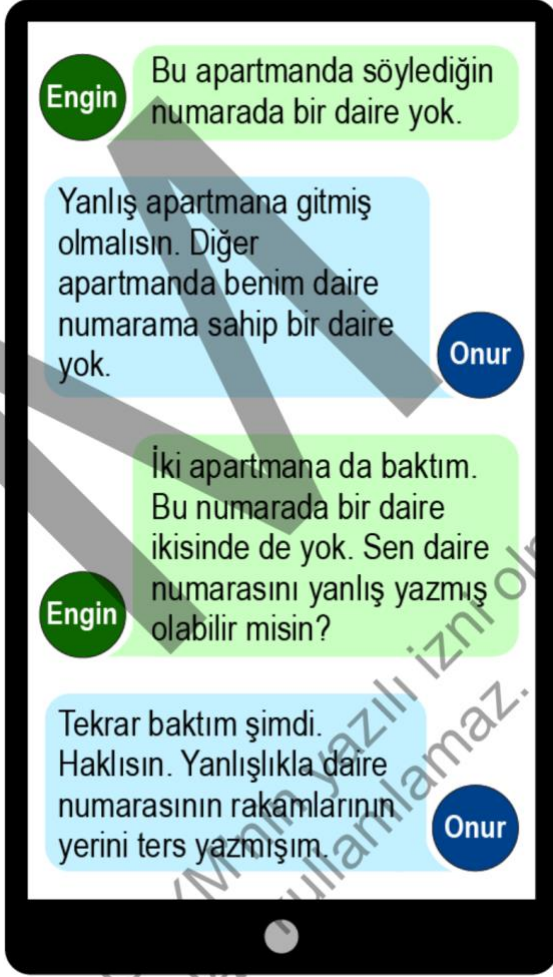 Engin
Bu apartmanda söylediğin
numarada bir daire yok.
Yanlış apartmana gitmiş
olmalısın. Diğer
apartmanda benim daire
numarama sahip bir daire
yok.
Onur
İki apartmana da baktım.
Bu numarada bir daire
ikisinde de yok. Sen daire
numarasını yanlış yazmış
olabilir misin?
Engin
Tekrar baktım şimdi.
Haklısın. Yanlışlıkla daire
numarasının rakamlarının
yerini ters yazmışım.
Onur
yazılı izni